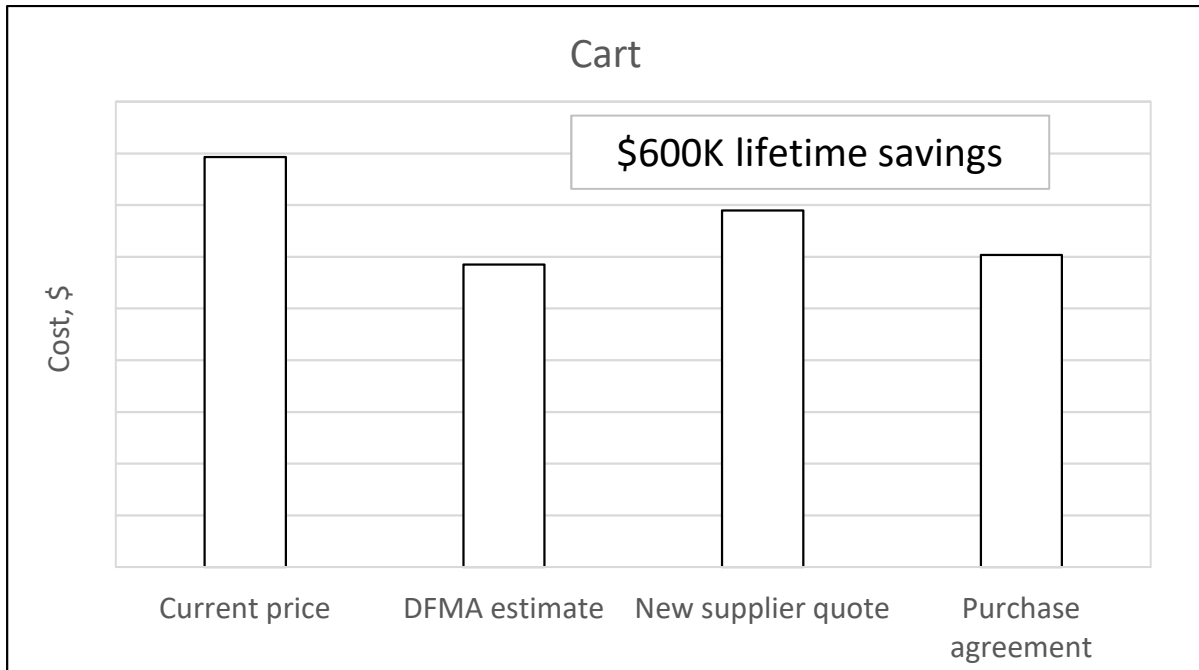 Cart
$600K lifetime savings
Cost, $
Current price
DFMA estimate
New supplier quote
Purchase
agreement